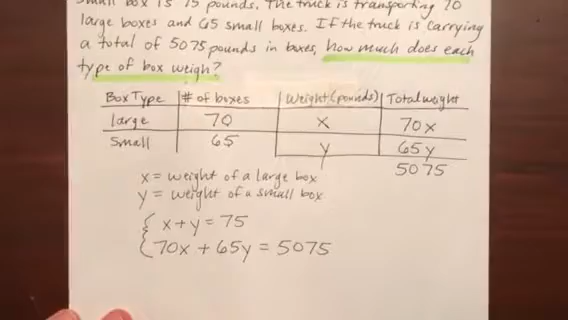 small box is 75 pounds. The truck is transporting 70
large boxes and 65 small boxes. If the truck is carrying
a total of 5075 pounds in boxes, how much does each
type of box weigh?
Box Type # of boxes Weight (pounds) Total weight
large 70 x 70x
small 65 y 65y
5075
x = weight of a large box
y = weight of a small box
x + y = 75
70x + 65y = 5075